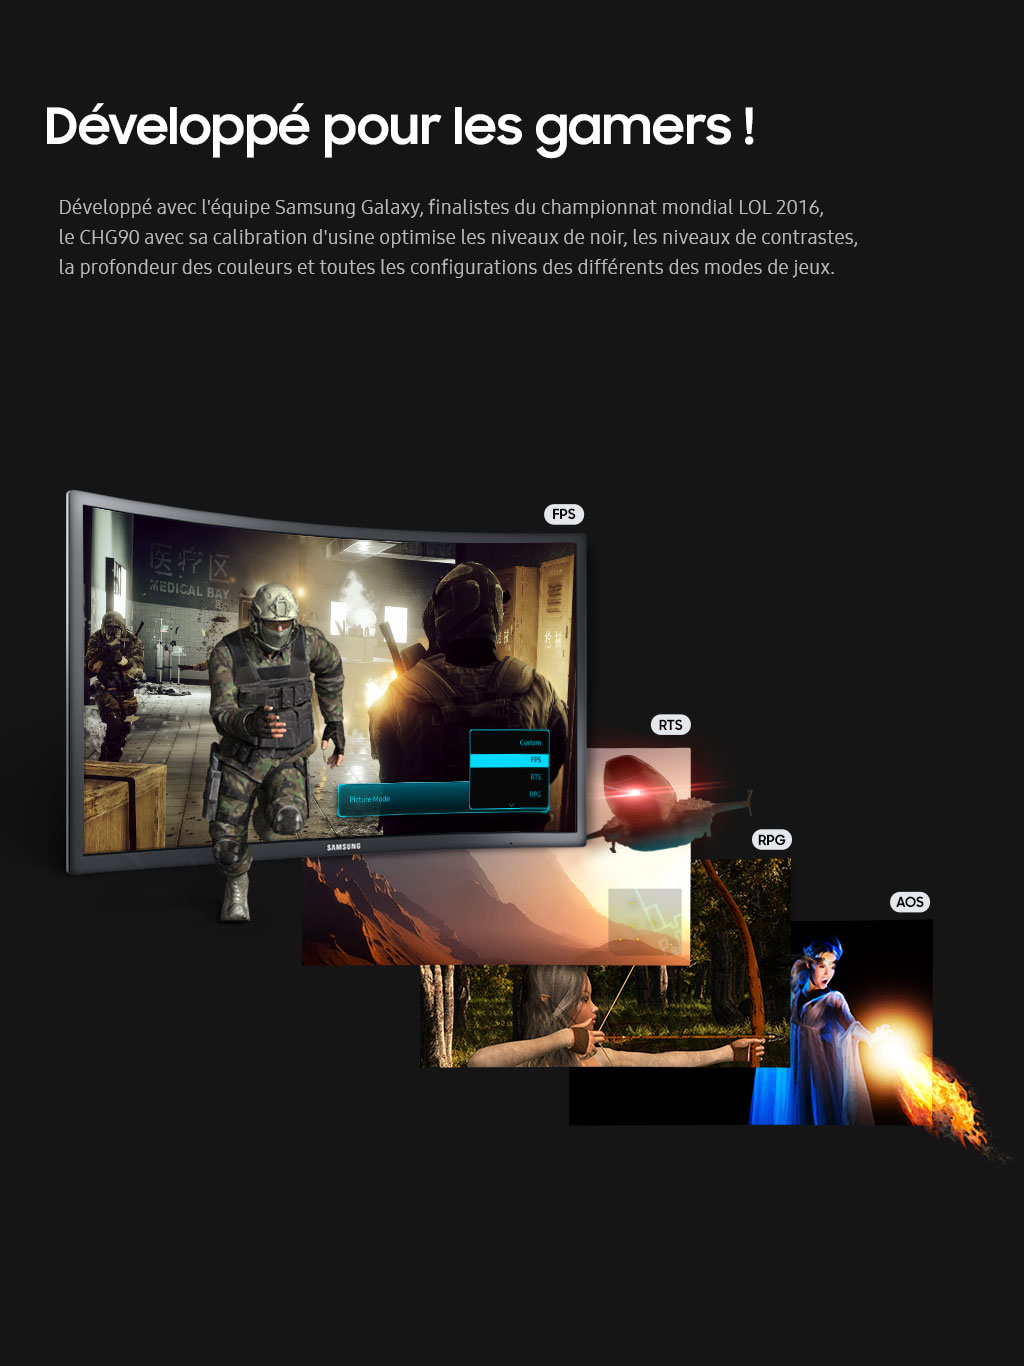 Développé pour les gamers !
Développé avec l'équipe Samsung Galaxy, finalistes du championnat mondial LOL 2016,
le CHG90 avec sa calibration d'usine optimise les niveaux de noir, les niveaux de contrastes,
la profondeur des couleurs et toutes les configurations des différents des modes de jeux.
FPS
医疗区
MEDICAL BAY
RTS
Custom
FPS
RTS
RPG
Picture Mode
SAMSUNG
RPG
AOS